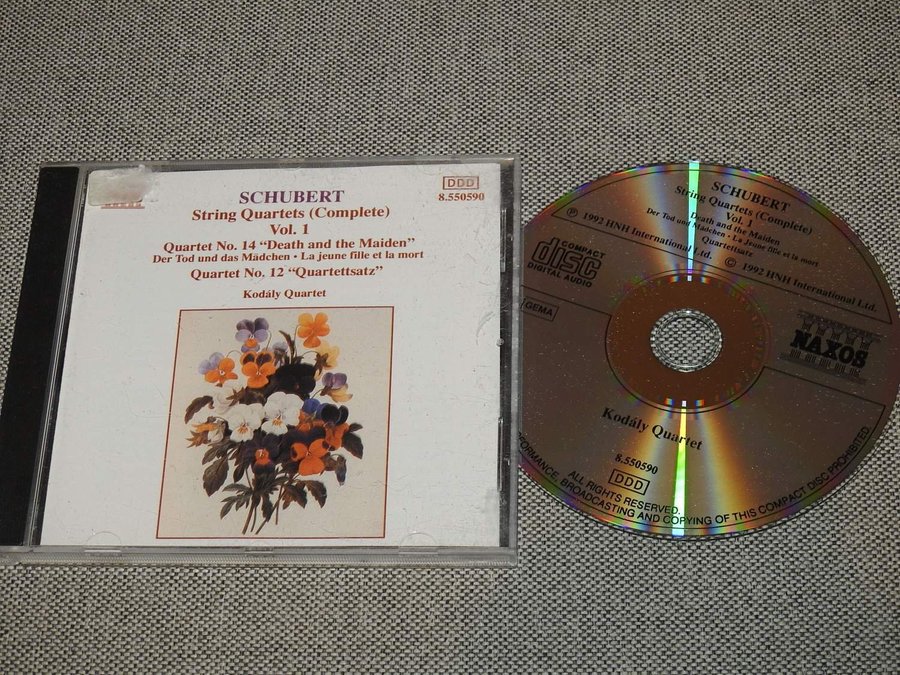 SCHUBERT
String Quartets (Complete)
Vol. 1
Quartet No. 14 “Death and the Maiden”
Der Tod und das Mädchen • La jeune fille et la mort
Quartet No. 12 “Quartettsatz”
Kodály Quartet
DDD
8.550590
SCHUBERT
String Quartets (Complete)
Vol. 1
Death and the Maiden
Der Tod und das Mädchen • La jeune fille et la mort
Quartettsatz
℗ 1992 HNH International Ltd.
© 1992 HNH International Ltd.
COMPACT
disc
DIGITAL AUDIO
GEMA
NAXOS
Kodály Quartet
8.550590
DDD
ALL RIGHTS RESERVED.
PERFORMANCE, BROADCASTING AND COPYING OF THIS COMPACT DISC PROHIBITED